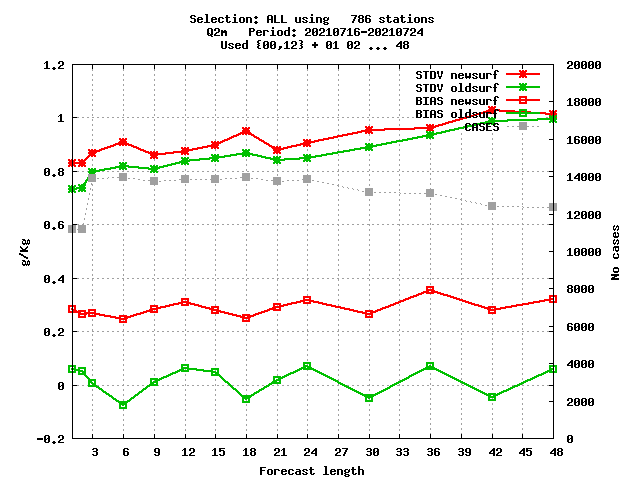 Selection: ALL using   786 stations
Q2m   Period: 20210716-20210724
Used {00,12} + 01 02 ... 48
1.2
1
0.8
0.6
0.4
0.2
0
-0.2
g/Kg
STDV newsurf
STDV oldsurf
BIAS newsurf
BIAS oldsurf
CASES
20000
18000
16000
14000
12000
10000
8000
6000
4000
2000
0
No cases
3 6 9 12 15 18 21 24 27 30 33 36 39 42 45 48
Forecast length